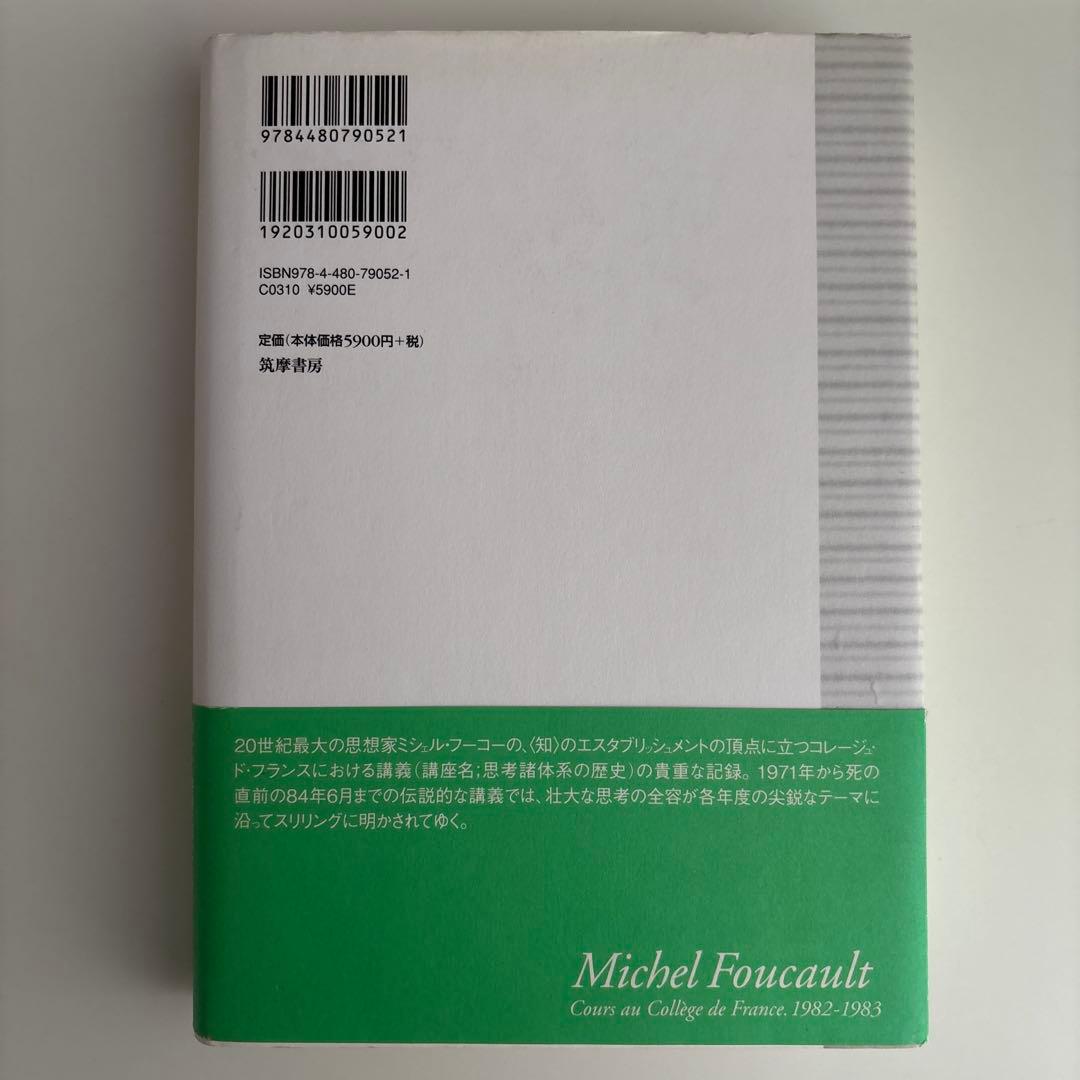 9784480790521
1920310059002
ISBN978-4-480-79052-1
C0310 ¥5900E
定価(本体価格5900円+税)
筑摩書房
20世紀最大の思想家ミシェル・フーコーの、〈知〉のエスタブリッシュメントの頂点に立つコレージュ・
ド・フランスにおける講義(講座名;思考諸体系の歴史)の貴重な記録。1971年から死の
直前の84年6月までの伝説的な講義では、壮大な思考の全容が各年度の尖鋭なテーマに
沿ってスリリングに明かされてゆく。
Michel Foucault
Cours au Collège de France. 1982-1983